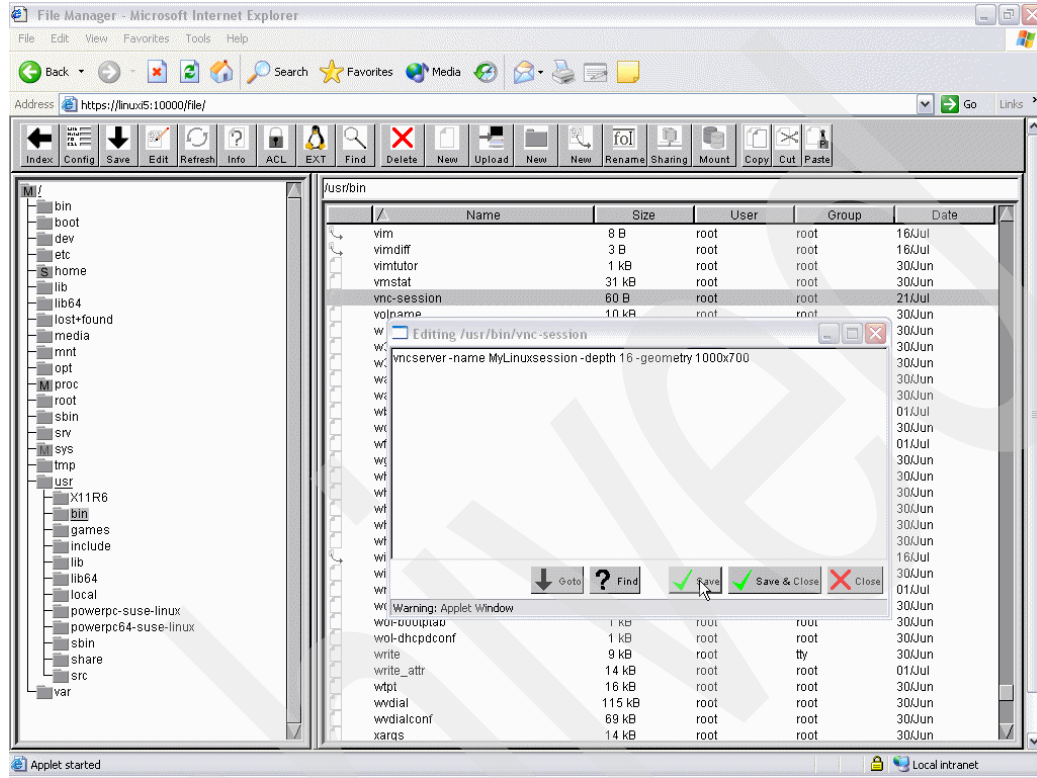 File Manager - Microsoft Internet Explorer
File Edit View Favorites Tools Help
Back Search Favorites Media
Address https://linuxi5:10000/file/ Go Links
Index Config Save Edit Refresh Info ACL EXT Find Delete New Upload New New Rename Sharing Mount Copy Cut Paste
M /
bin
boot
dev
etc
S home
lib
lib64
lost+found
media
mnt
opt
M proc
root
sbin
srv
M sys
tmp
usr
X11R6
bin
games
include
lib
lib64
local
powerpc-suse-linux
powerpc64-suse-linux
sbin
share
src
var
/usr/bin
Name Size User Group Date
vim 8 B root root 16/Jul
vimdiff 3 B root root 16/Jul
vimtutor 1 kB root root 30/Jun
vmstat 31 kB root root 30/Jun
vnc-session 60 B root root 21/Jul
volname 10 kB root root 30/Jun
30/Jun
30/Jun
30/Jun
30/Jun
30/Jun
01/Jul
30/Jun
01/Jul
30/Jun
30/Jun
30/Jun
30/Jun
30/Jun
30/Jun
16/Jul
30/Jun
01/Jul
30/Jun
wol-bootptab 1 kB root root 30/Jun
wol-dhcpdconf 1 kB root root 30/Jun
write 9 kB root tty 30/Jun
write_attr 14 kB root root 01/Jul
wtpt 16 kB root root 30/Jun
wvdial 115 kB root root 30/Jun
wvdialconf 69 kB root root 30/Jun
xargs 14 kB root root 30/Jun
Editing /usr/bin/vnc-session
vncserver -name MyLinuxsession -depth 16 -geometry 1000x700
Goto Find Save Save & Close Close
Warning: Applet Window
Applet started Local intranet